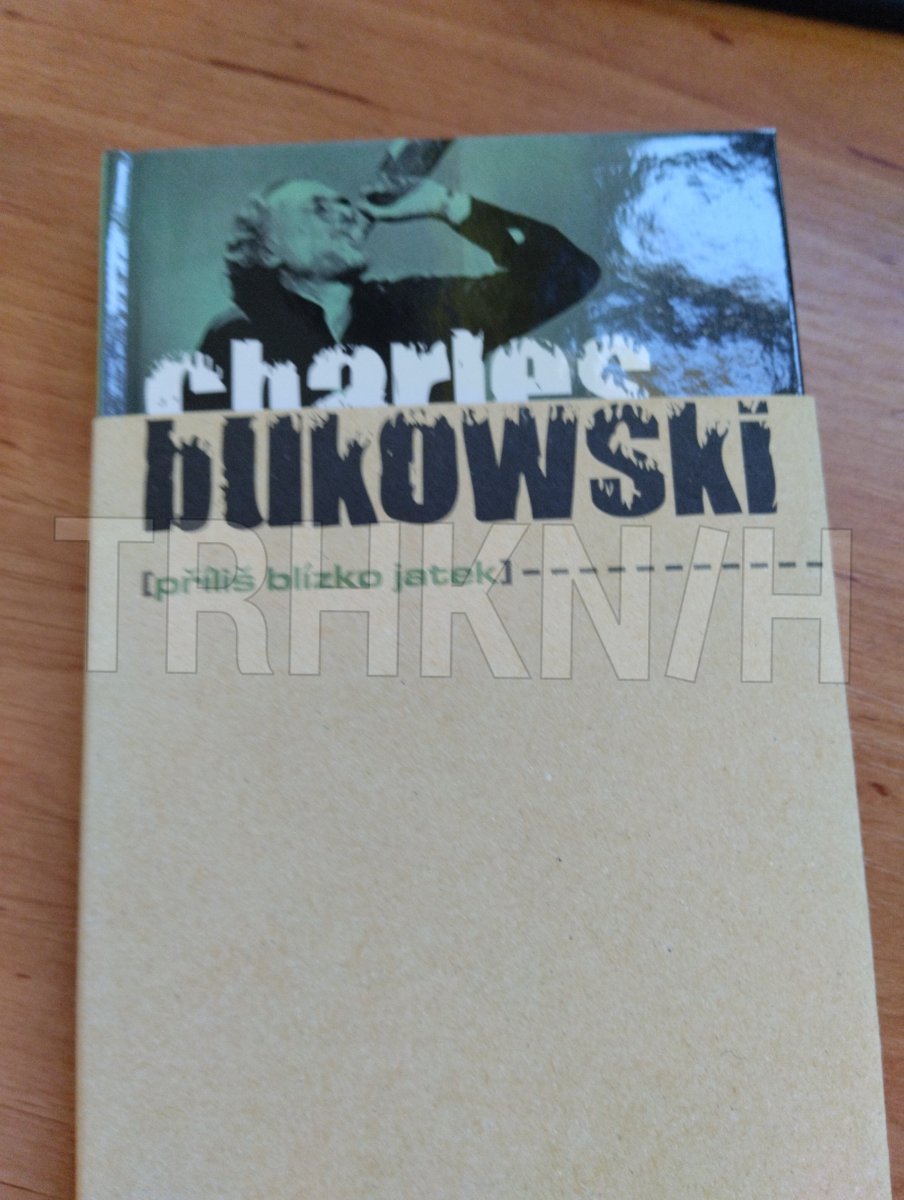 Charles
bukowski
[příliš blízko jatek]
TRHKNIH